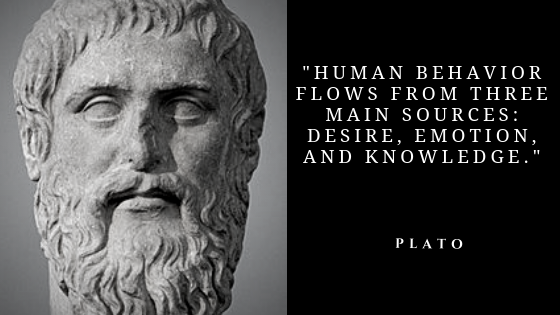 "HUMAN BEHAVIOR
FLOWS FROM THREE
MAIN SOURCES:
DESIRE, EMOTION,
AND KNOWLEDGE."
PLATO